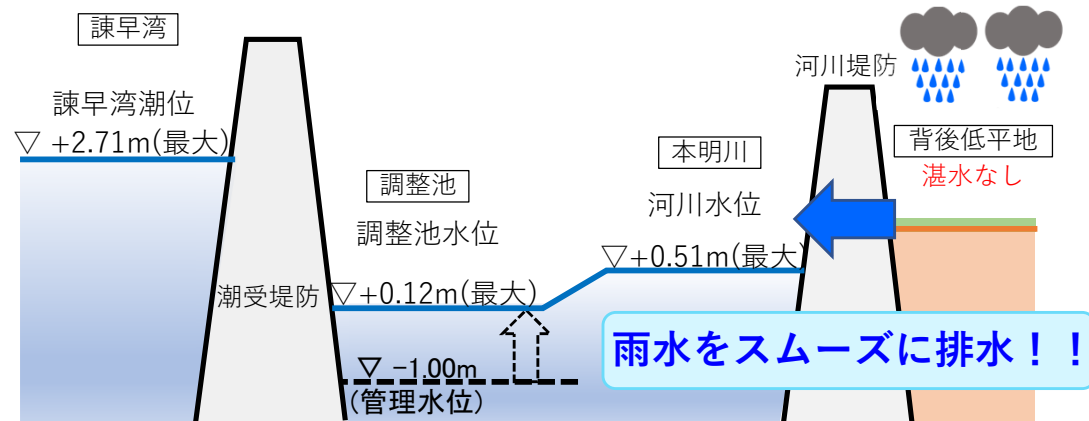 諫早湾
諫早湾潮位
▽ +2.71m(最大)
潮受堤防
調整池
調整池水位
▽+0.12m(最大)
▽ -1.00m
(管理水位)
本明川
河川水位
▽+0.51m(最大)
河川堤防
背後低平地
湛水なし
雨水をスムーズに排水！！